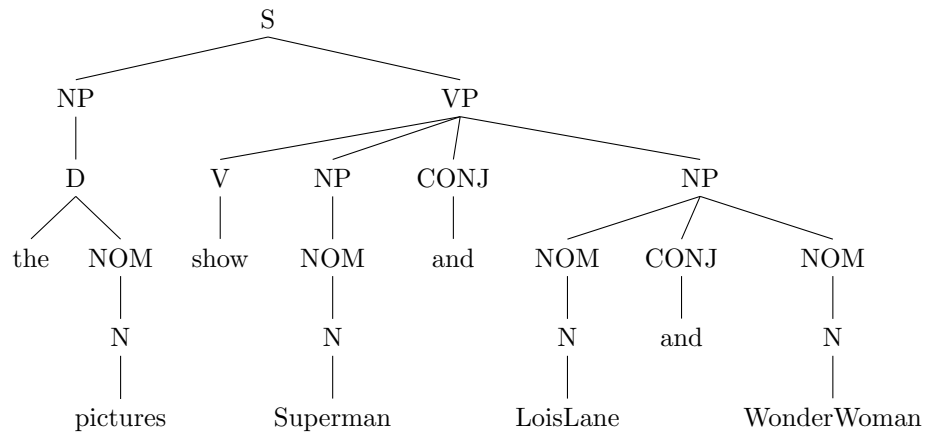 S
NP VP
D V NP CONJ NP
the NOM show NOM and NOM CONJ NOM
N N N and N
pictures Superman LoisLane WonderWoman